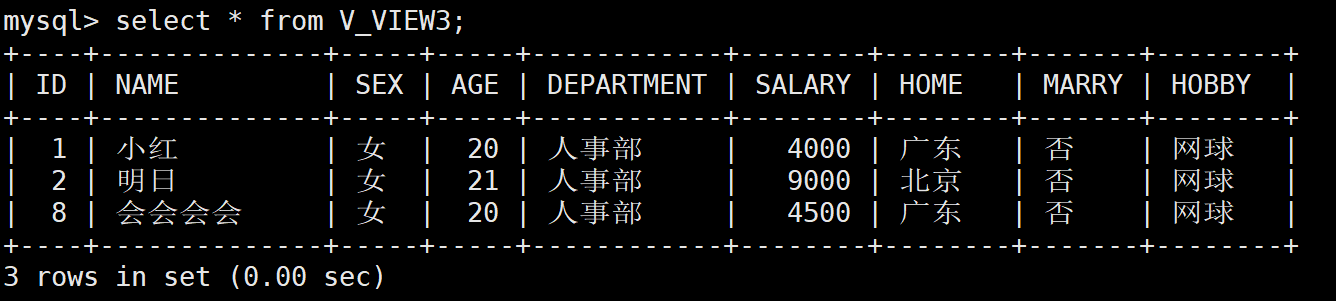 mysql> select * from V_VIEW3;
+----+--------------+-----+-----+------------+--------+--------+-------+--------+
| ID | NAME         | SEX | AGE | DEPARTMENT | SALARY | HOME   | MARRY | HOBBY  |
+----+--------------+-----+-----+------------+--------+--------+-------+--------+
|  1 | 小红         | 女  |  20 | 人事部     |   4000 | 广东   | 否    | 网球   |
|  2 | 明日         | 女  |  21 | 人事部     |   9000 | 北京   | 否    | 网球   |
|  8 | 会会会会     | 女  |  20 | 人事部     |   4500 | 广东   | 否    | 网球   |
+----+--------------+-----+-----+------------+--------+--------+-------+--------+
3 rows in set (0.00 sec)